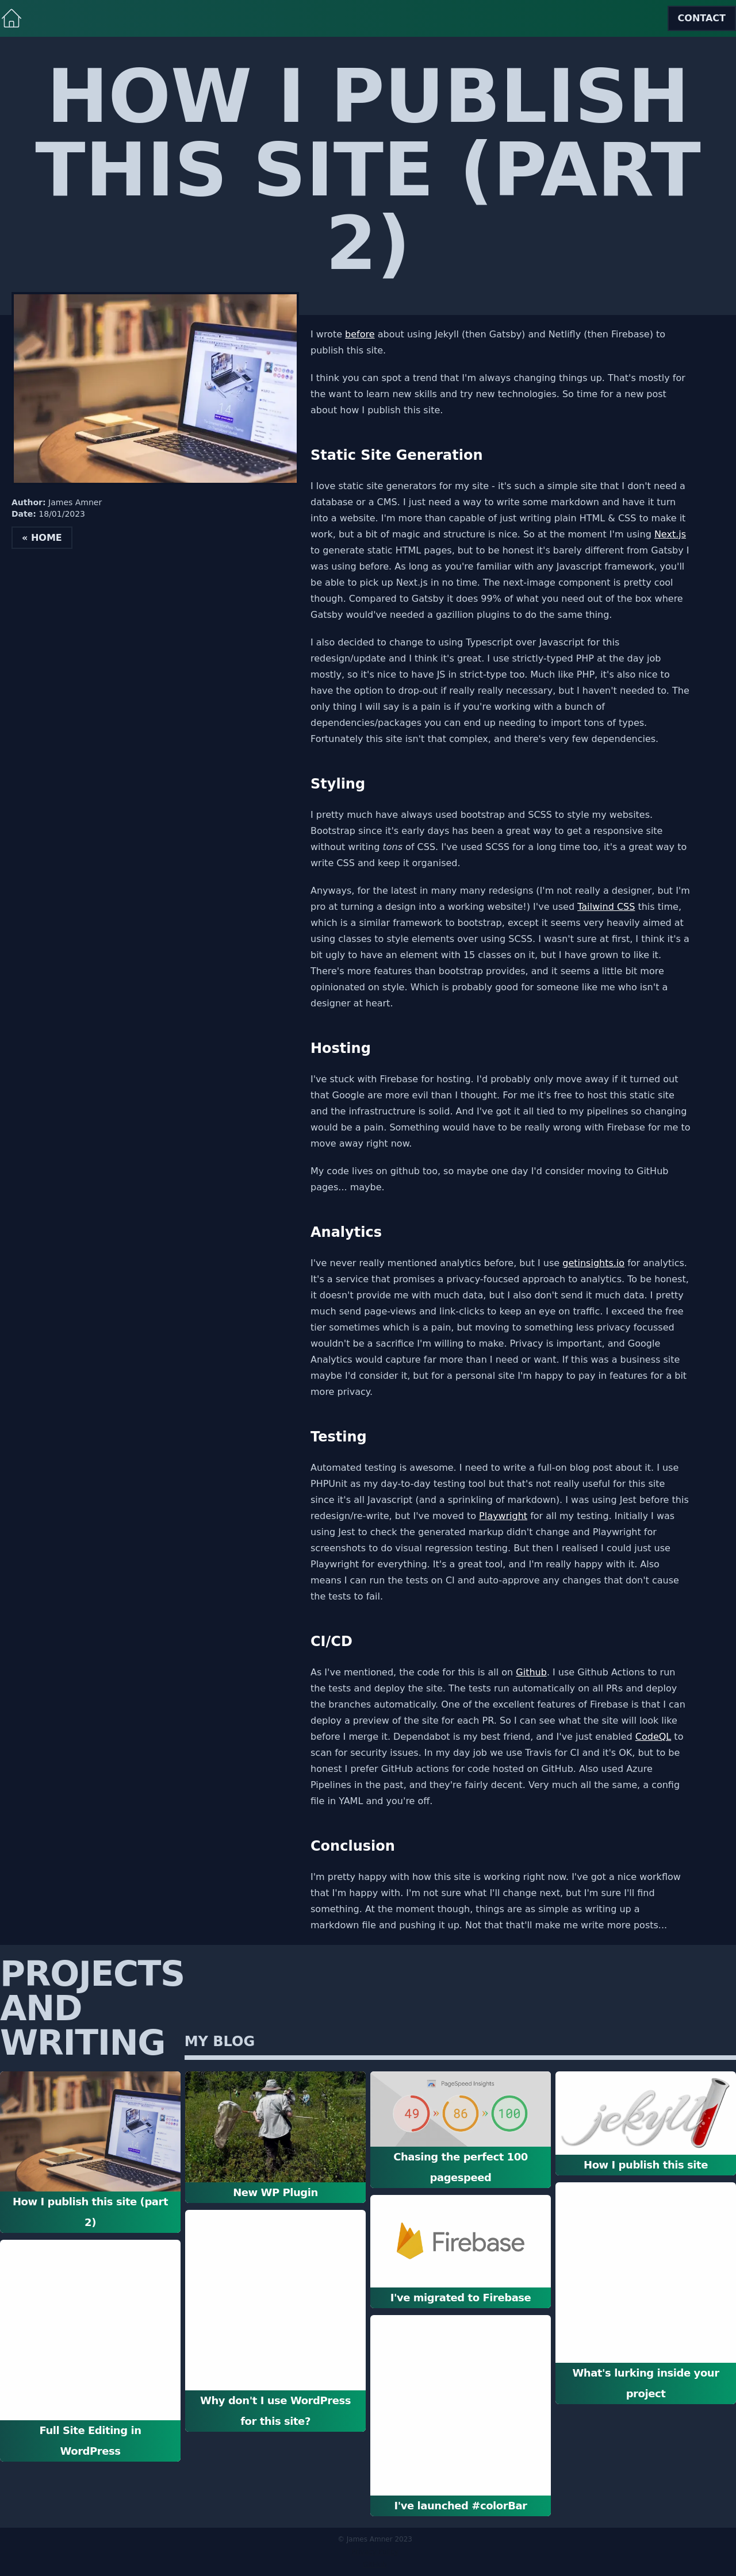 CONTACT
HOW I PUBLISH
THIS SITE (PART
2)
I wrote before about using Jekyll (then Gatsby) and Netlifly (then Firebase) to
publish this site.
I think you can spot a trend that I'm always changing things up. That's mostly for
the want to learn new skills and try new technologies. So time for a new post
about how I publish this site.
Author: James Amner
Date: 18/01/2023
« HOME
Static Site Generation
I love static site generators for my site - it's such a simple site that I don't need a
database or a CMS. I just need a way to write some markdown and have it turn
into a website. I'm more than capable of just writing plain HTML & CSS to make it
work, but a bit of magic and structure is nice. So at the moment I'm using Next.js
to generate static HTML pages, but to be honest it's barely different from Gatsby I
was using before. As long as you're familiar with any Javascript framework, you'll
be able to pick up Next.js in no time. The next-image component is pretty cool
though. Compared to Gatsby it does 99% of what you need out of the box where
Gatsby would've needed a gazillion plugins to do the same thing.
I also decided to change to using Typescript over Javascript for this
redesign/update and I think it's great. I use strictly-typed PHP at the day job
mostly, so it's nice to have JS in strict-type too. Much like PHP, it's also nice to
have the option to drop-out if really really necessary, but I haven't needed to. The
only thing I will say is a pain is if you're working with a bunch of
dependencies/packages you can end up needing to import tons of types.
Fortunately this site isn't that complex, and there's very few dependencies.
Styling
I pretty much have always used bootstrap and SCSS to style my websites.
Bootstrap since it's early days has been a great way to get a responsive site
without writing tons of CSS. I've used SCSS for a long time too, it's a great way to
write CSS and keep it organised.
Anyways, for the latest in many many redesigns (I'm not really a designer, but I'm
pro at turning a design into a working website!) I've used Tailwind CSS this time,
which is a similar framework to bootstrap, except it seems very heavily aimed at
using classes to style elements over using SCSS. I wasn't sure at first, I think it's a
bit ugly to have an element with 15 classes on it, but I have grown to like it.
There's more features than bootstrap provides, and it seems a little bit more
opinionated on style. Which is probably good for someone like me who isn't a
designer at heart.
Hosting
I've stuck with Firebase for hosting. I'd probably only move away if it turned out
that Google are more evil than I thought. For me it's free to host this static site
and the infrastructrure is solid. And I've got it all tied to my pipelines so changing
would be a pain. Something would have to be really wrong with Firebase for me to
move away right now.
My code lives on github too, so maybe one day I'd consider moving to GitHub
pages... maybe.
Analytics
I've never really mentioned analytics before, but I use getinsights.io for analytics.
It's a service that promises a privacy-foucsed approach to analytics. To be honest,
it doesn't provide me with much data, but I also don't send it much data. I pretty
much send page-views and link-clicks to keep an eye on traffic. I exceed the free
tier sometimes which is a pain, but moving to something less privacy focussed
wouldn't be a sacrifice I'm willing to make. Privacy is important, and Google
Analytics would capture far more than I need or want. If this was a business site
maybe I'd consider it, but for a personal site I'm happy to pay in features for a bit
more privacy.
Testing
Automated testing is awesome. I need to write a full-on blog post about it. I use
PHPUnit as my day-to-day testing tool but that's not really useful for this site
since it's all Javascript (and a sprinkling of markdown). I was using Jest before this
redesign/re-write, but I've moved to Playwright for all my testing. Initially I was
using Jest to check the generated markup didn't change and Playwright for
screenshots to do visual regression testing. But then I realised I could just use
Playwright for everything. It's a great tool, and I'm really happy with it. Also
means I can run the tests on CI and auto-approve any changes that don't cause
the tests to fail.
CI/CD
As I've mentioned, the code for this is all on Github. I use Github Actions to run
the tests and deploy the site. The tests run automatically on all PRs and deploy
the branches automatically. One of the excellent features of Firebase is that I can
deploy a preview of the site for each PR. So I can see what the site will look like
before I merge it. Dependabot is my best friend, and I've just enabled CodeQL to
scan for security issues. In my day job we use Travis for CI and it's OK, but to be
honest I prefer GitHub actions for code hosted on GitHub. Also used Azure
Pipelines in the past, and they're fairly decent. Very much all the same, a config
file in YAML and you're off.
Conclusion
I'm pretty happy with how this site is working right now. I've got a nice workflow
that I'm happy with. I'm not sure what I'll change next, but I'm sure I'll find
something. At the moment though, things are as simple as writing up a
markdown file and pushing it up. Not that that'll make me write more posts...
PROJECTS
AND
WRITING
MY BLOG
How I publish this site (part
2)
New WP Plugin
PageSpeed Insights
49 » 86 » 100
Chasing the perfect 100
pagespeed
jekyll
How I publish this site
Firebase
I've migrated to Firebase
What's lurking inside your
project
Why don't I use WordPress
for this site?
Full Site Editing in
WordPress
I've launched #colorBar
© James Amner 2023